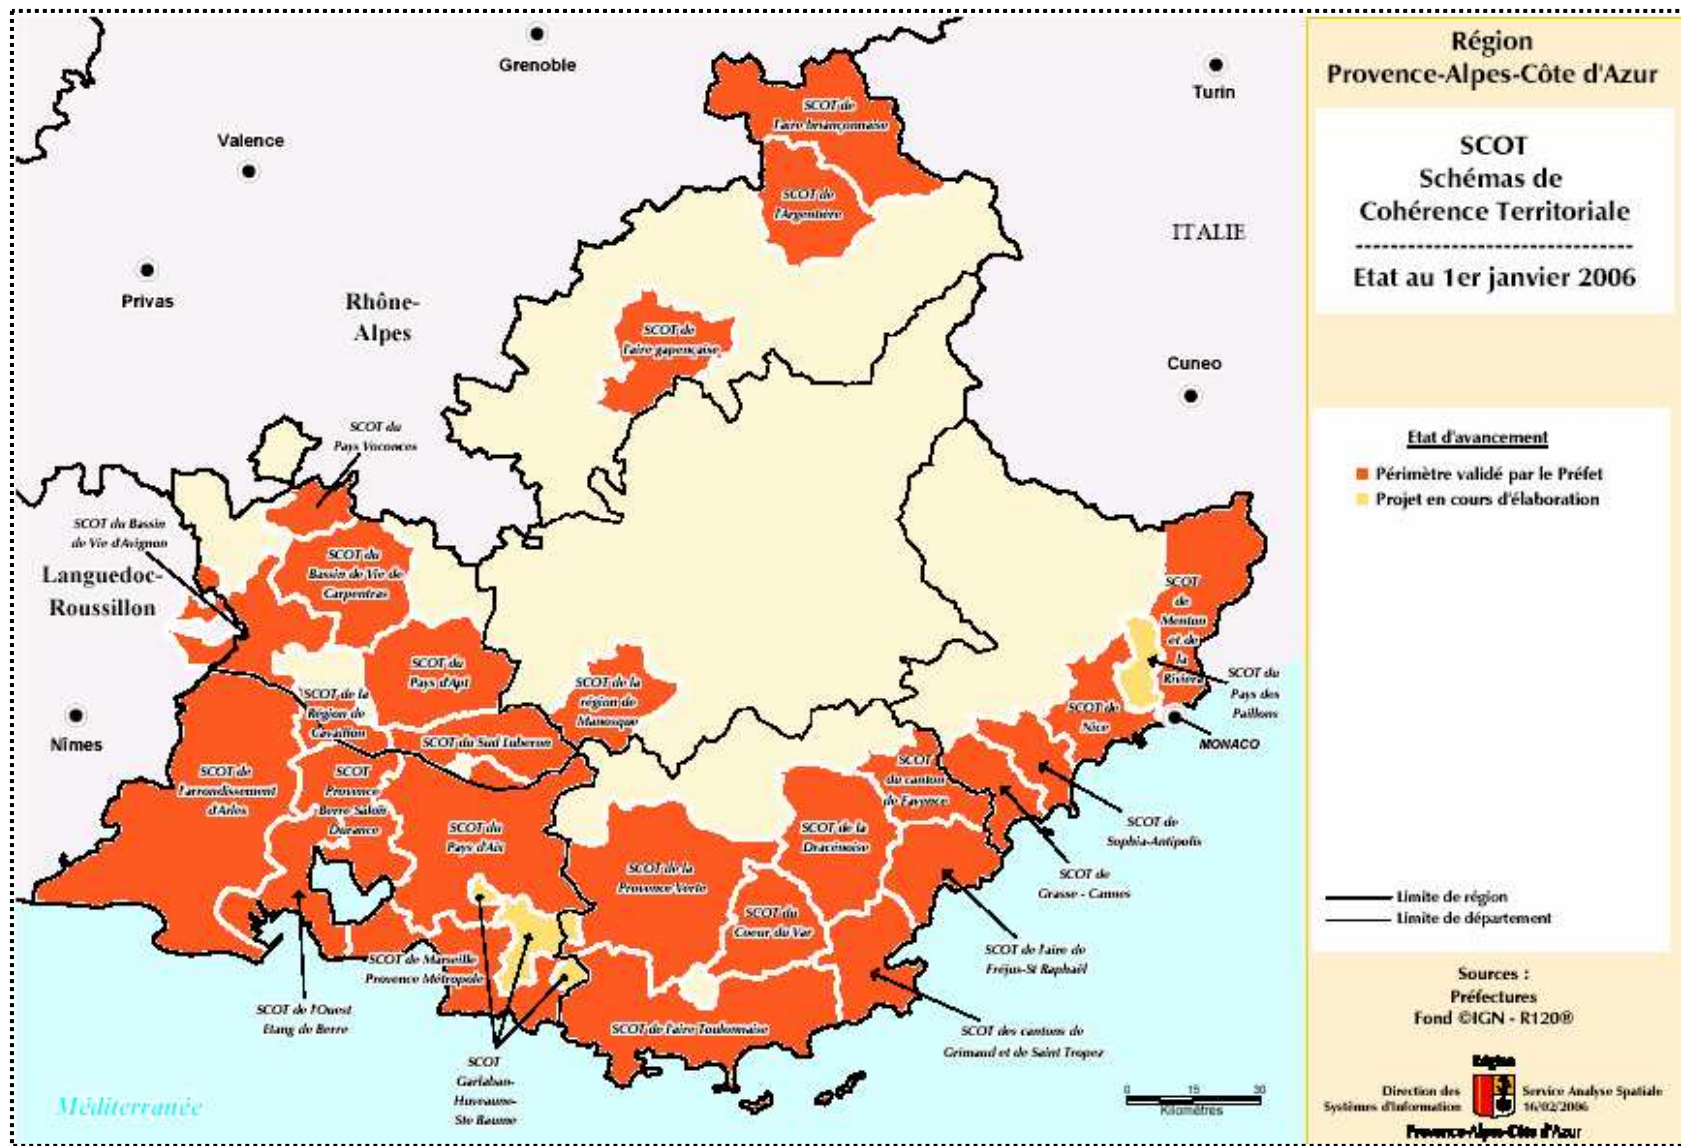 Grenoble
Turin
Valence
ITALIE
Privas
Rhône-
Alpes
Cuneo
Languedoc-
Roussillon
Nîmes
MONACO
Méditerranée
SCOT de
l'aire briançonnaise
SCOT de
l'Argentière
SCOT de
l'aire gapençaise
SCOT du
Pays Voconces
SCOT du Bassin
de Vie d'Avignon
SCOT du
Bassin de Vie de
Carpentras
SCOT du
Pays d'Apt
SCOT de la
Région de
Cavaillon
SCOT du Sud Luberon
SCOT de la
région de
Manosque
SCOT
de
Menton
et de
la
Riviéra
SCOT du
Pays des
Paillons
SCOT de
Nice
SCOT de
Sophia-Antipolis
SCOT de
Grasse - Cannes
SCOT
du canton
de Fayence
SCOT de
l'arrondissement
d'Arles
SCOT
Provence
Berre Salon
Durance
SCOT du
Pays d'Aix
SCOT de la
Provence Verte
SCOT de la
Dracénoise
SCOT du
Coeur du Var
SCOT de l'aire de
Fréjus-St Raphaël
SCOT de Marseille
Provence Métropole
SCOT de l'Ouest
Etang de Berre
SCOT
Garlaban-
Huveaune-
Ste Baume
SCOT de l'aire Toulonnaise
SCOT des cantons de
Grimaud et de Saint Tropez
0 15 30
Kilomètres
Région
Provence-Alpes-Côte d'Azur
SCOT
Schémas de
Cohérence Territoriale
-------------------------------
Etat au 1er janvier 2006
Etat d'avancement
Périmètre validé par le Préfet
Projet en cours d'élaboration
Limite de région
Limite de département
Sources :
Préfectures
Fond ©IGN - R120®
Région
Direction des
Systèmes d'Information
Service Analyse Spatiale
16/02/2006
Provence-Alpes-Côte d'Azur